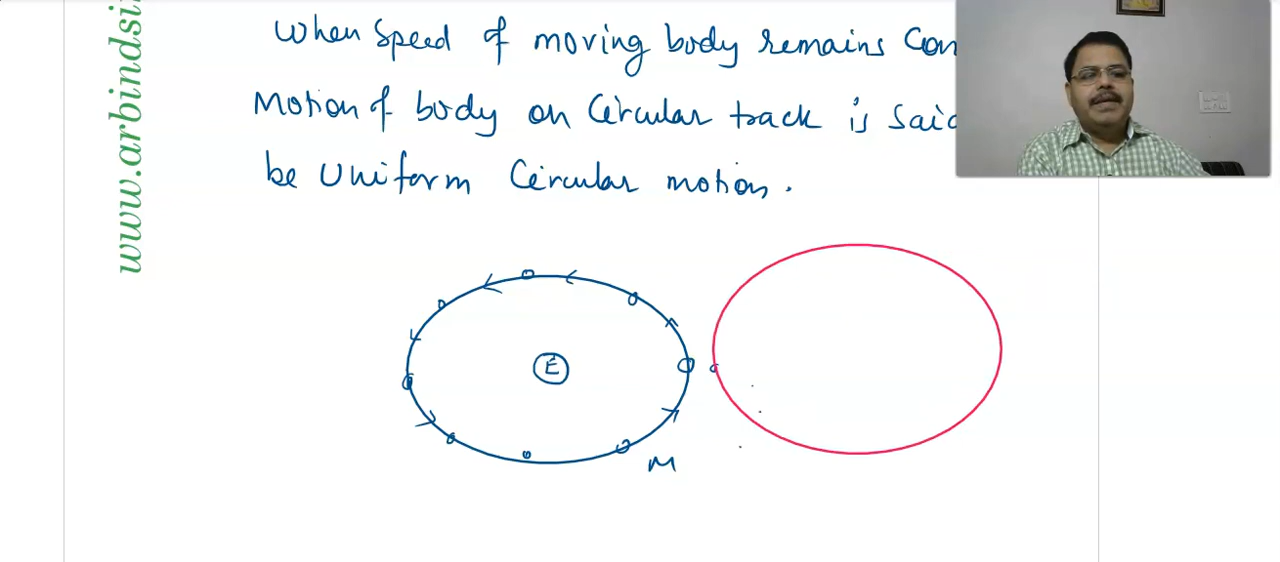 www.arbindsi
When Speed of moving body remains Con
Motion of body on Circular track is said
be Uniform Circular motion.
E
M